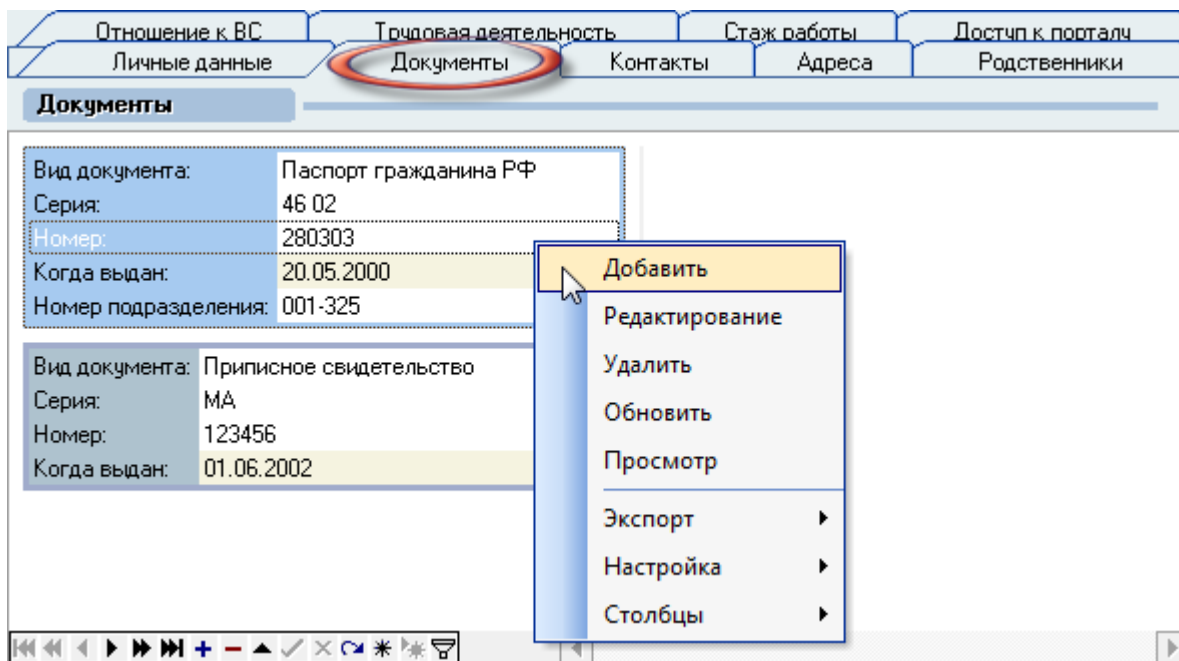 Отношение к ВС Трудовая деятельность Стаж работы Доступ к порталу
Личные данные Документы Контакты Адреса Родственники
Документы
Вид документа: Паспорт гражданина РФ
Серия: 46 02
Номер: 280303
Когда выдан: 20.05.2000
Номер подразделения: 001-325
Вид документа: Приписное свидетельство
Серия: МА
Номер: 123456
Когда выдан: 01.06.2002
Добавить
Редактирование
Удалить
Обновить
Просмотр
Экспорт
Настройка
Столбцы